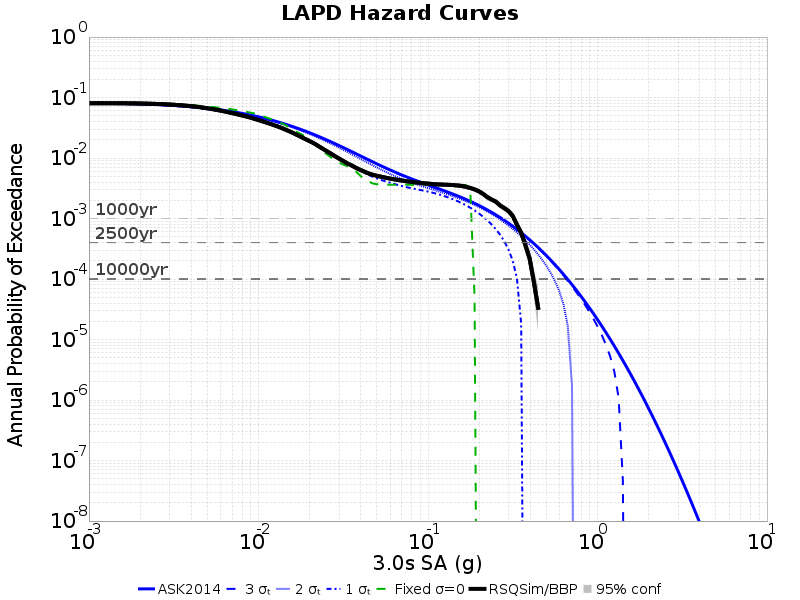 LAPD Hazard Curves
Annual Probability of Exceedance
10^0
10^-1
10^-2
10^-3
10^-4
10^-5
10^-6
10^-7
10^-8
1000yr
2500yr
10000yr
10^-3 10^-2 10^-1 10^0 10^1
3.0s SA (g)
ASK2014 3 σₜ 2 σₜ 1 σₜ Fixed σ=0 RSQSim/BBP 95% conf